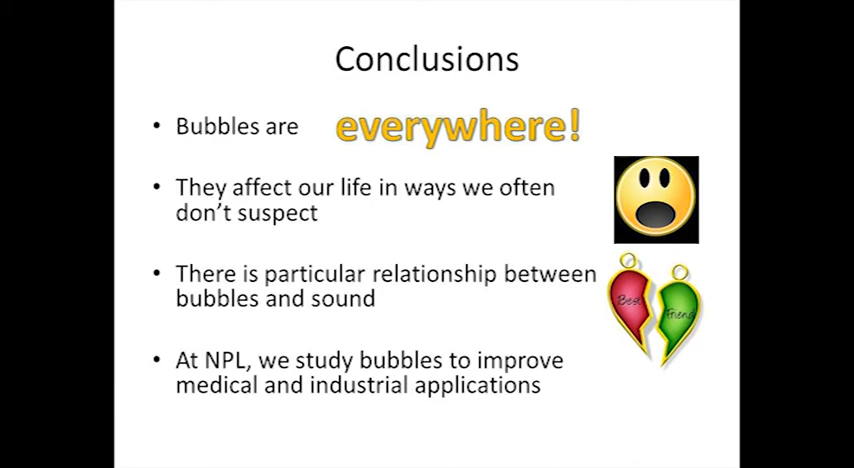 Conclusions
• Bubbles are everywhere!
• They affect our life in ways we often
don't suspect
• There is particular relationship between
bubbles and sound
Best
Friend
• At NPL, we study bubbles to improve
medical and industrial applications